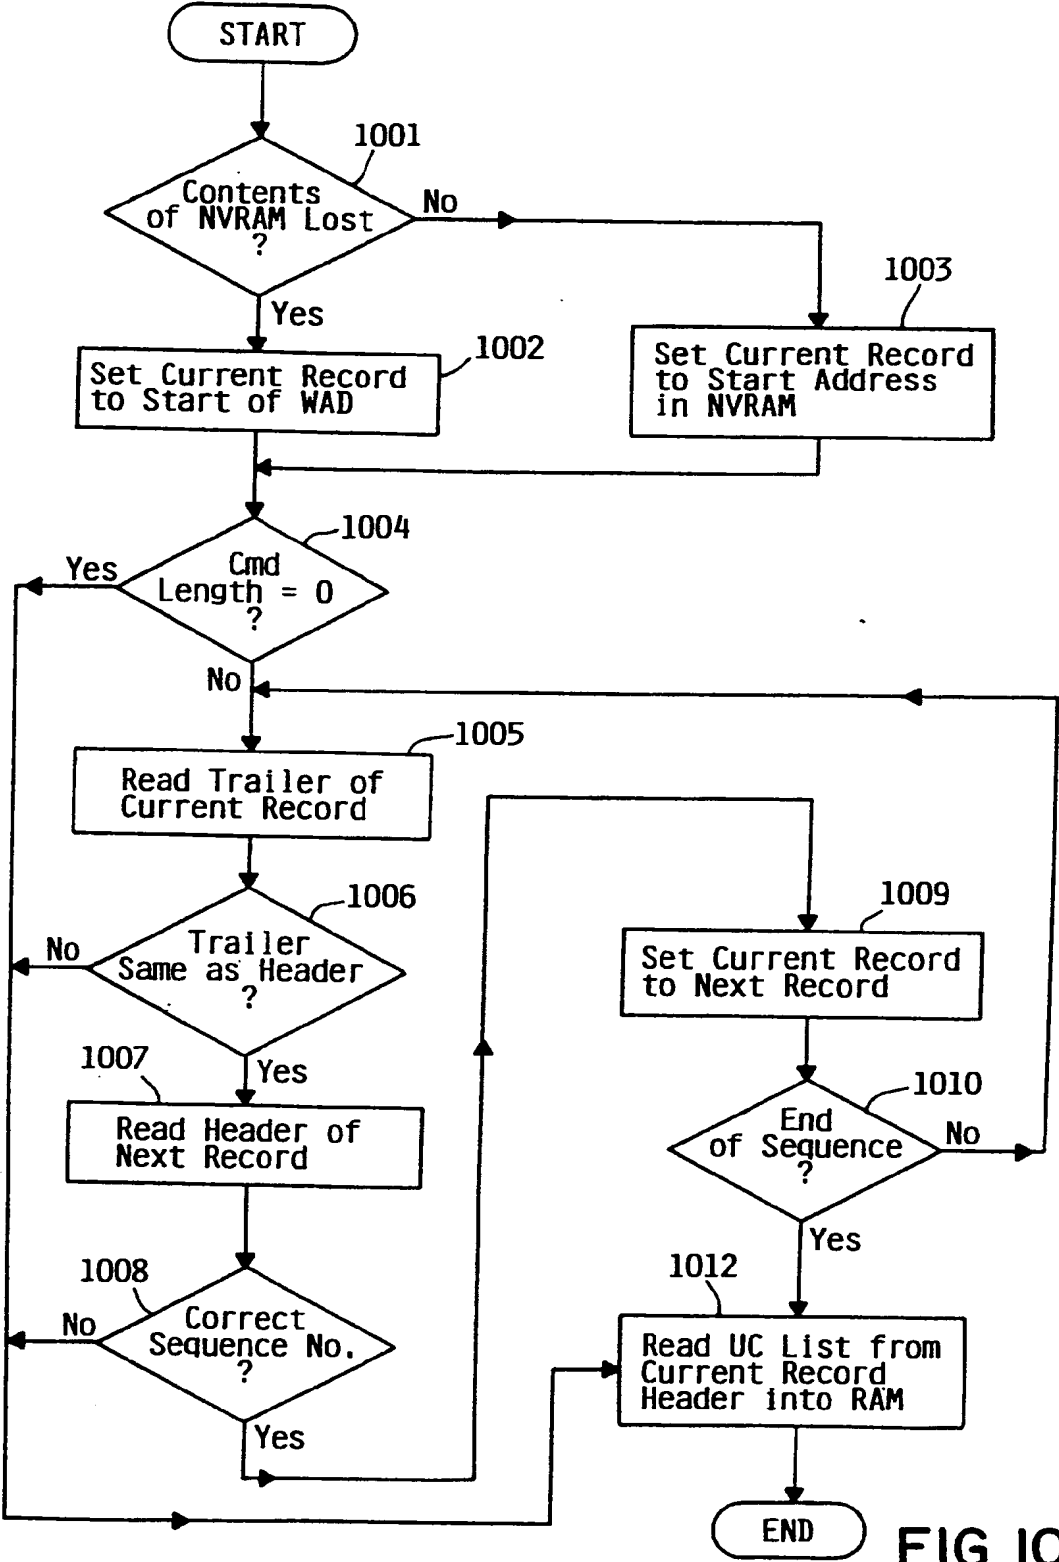 START
1001
Contents
of NVRAM Lost
?
No
Yes
1003
1002
Set Current Record
to Start of WAD
Set Current Record
to Start Address
in NVRAM
1004
Yes
Cmd
Length = 0
?
No
1005
Read Trailer of
Current Record
1006
No
Trailer
Same as Header
?
Yes
1009
Set Current Record
to Next Record
1007
Read Header of
Next Record
1010
End
of Sequence
?
No
Yes
1008
No
Correct
Sequence No.
?
Yes
1012
Read UC List from
Current Record
Header into RAM
END
FIG 10